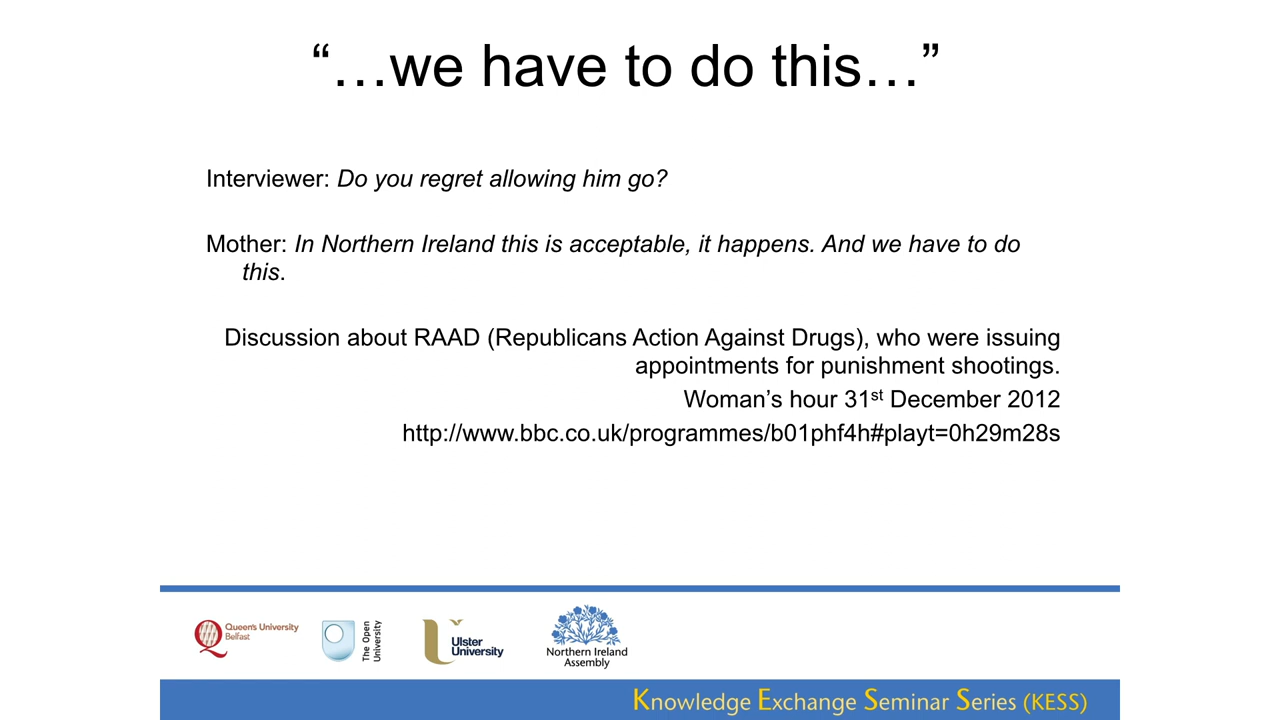 “…we have to do this…”
Interviewer: Do you regret allowing him go?
Mother: In Northern Ireland this is acceptable, it happens. And we have to do
this.
Discussion about RAAD (Republicans Action Against Drugs), who were issuing
appointments for punishment shootings.
Woman’s hour 31st December 2012
http://www.bbc.co.uk/programmes/b01phf4h#playt=0h29m28s
Queen's University
Belfast
The Open
University
Ulster
University
Northern Ireland
Assembly
Knowledge Exchange Seminar Series (KESS)